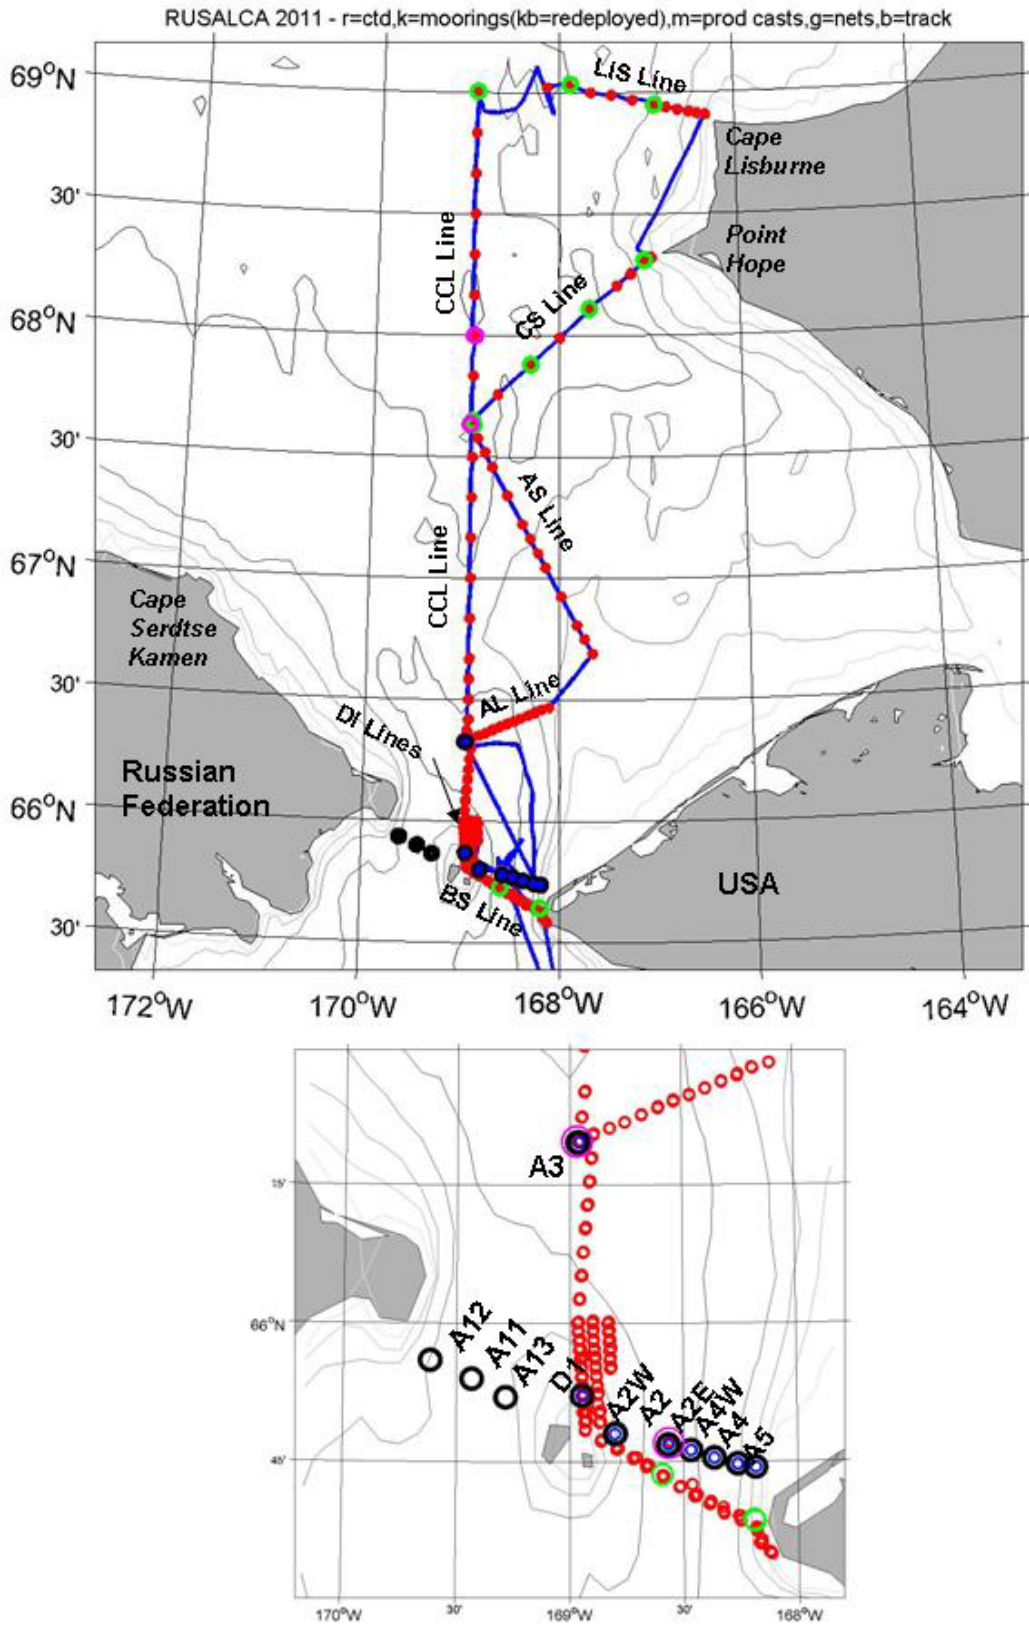 RUSALCA 2011 - r=ctd,k=moorings(kb=redeployed),m=prod casts,g=nets,b=track
69°N
LIS Line
Cape
Lisburne
30'
CCL Line
Point
Hope
68°N
CS Line
30'
AS Line
67°N
CCL Line
Cape
Serdtse
Kamen
30'
AL Line
DI Lines
Russian
Federation
66°N
USA
BS Line
30'
172°W
170°W
168°W
166°W
164°W
A3
15'
66°N
A12
A11
A13
D1
A2W
A2
A2E
A4W
A4
A5
45'
170°W
30'
169°W
30'
168°W